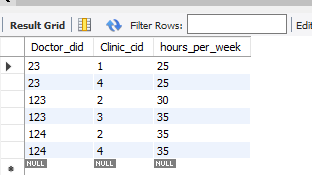 Result Grid Filter Rows: Edit
Doctor_did Clinic_cid hours_per_week
23 1 25
23 4 25
123 2 30
123 3 35
124 2 35
124 4 35
NULL NULL NULL